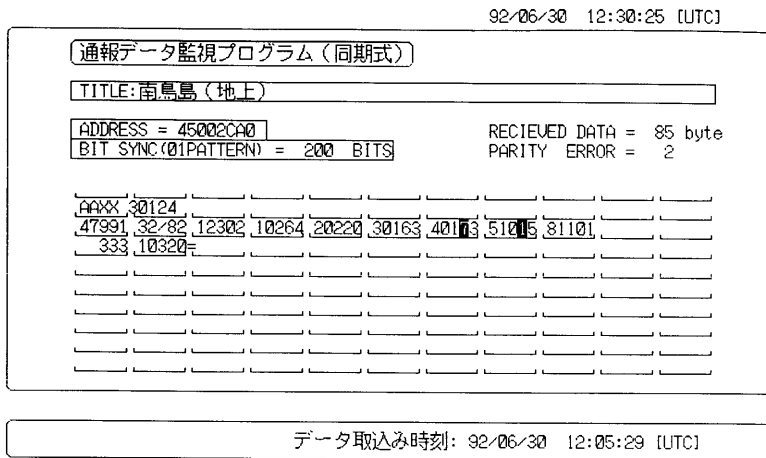 92/06/30 12:30:25 [UTC]
通報データ監視プログラム(同期式)
TITLE:南鳥島(地上)
ADDRESS = 45002CA0
RECIEVED DATA = 85 byte
BIT SYNC(01PATTERN) = 200 BITS
PARITY ERROR = 2
AAXX 30124
47991 32/82 12302 10264 20220 30163 40173 51015 81101
333 10320=
データ取込み時刻: 92/06/30 12:05:29 [UTC]